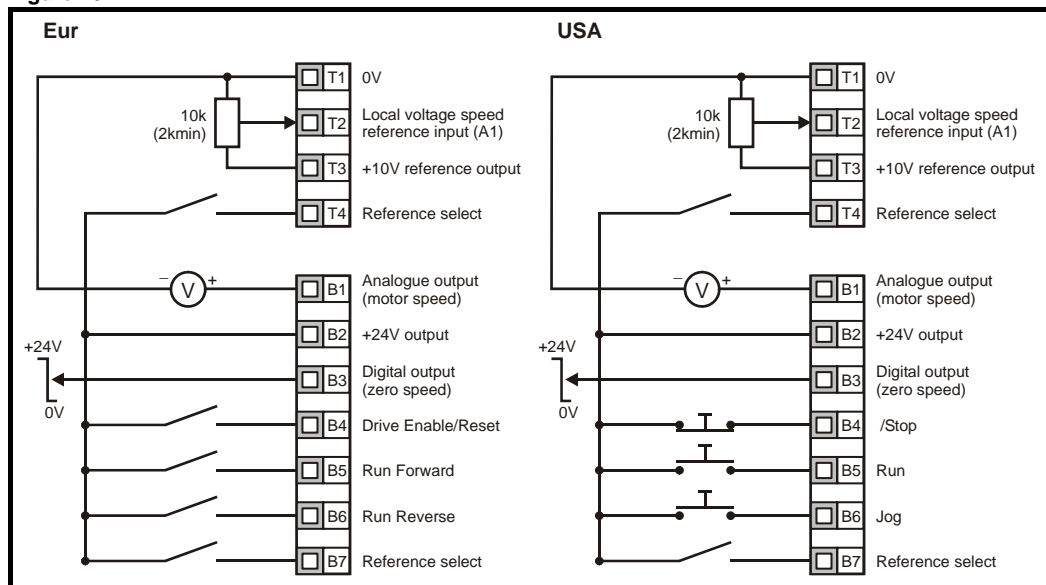 Eur
T1 0V
10k
(2kmin)
T2 Local voltage speed
reference input (A1)
T3 +10V reference output
T4 Reference select
− V +
B1 Analogue output
(motor speed)
B2 +24V output
+24V
0V
B3 Digital output
(zero speed)
B4 Drive Enable/Reset
B5 Run Forward
B6 Run Reverse
B7 Reference select
USA
T1 0V
10k
(2kmin)
T2 Local voltage speed
reference input (A1)
T3 +10V reference output
T4 Reference select
− V +
B1 Analogue output
(motor speed)
B2 +24V output
+24V
0V
B3 Digital output
(zero speed)
B4 /Stop
B5 Run
B6 Jog
B7 Reference select